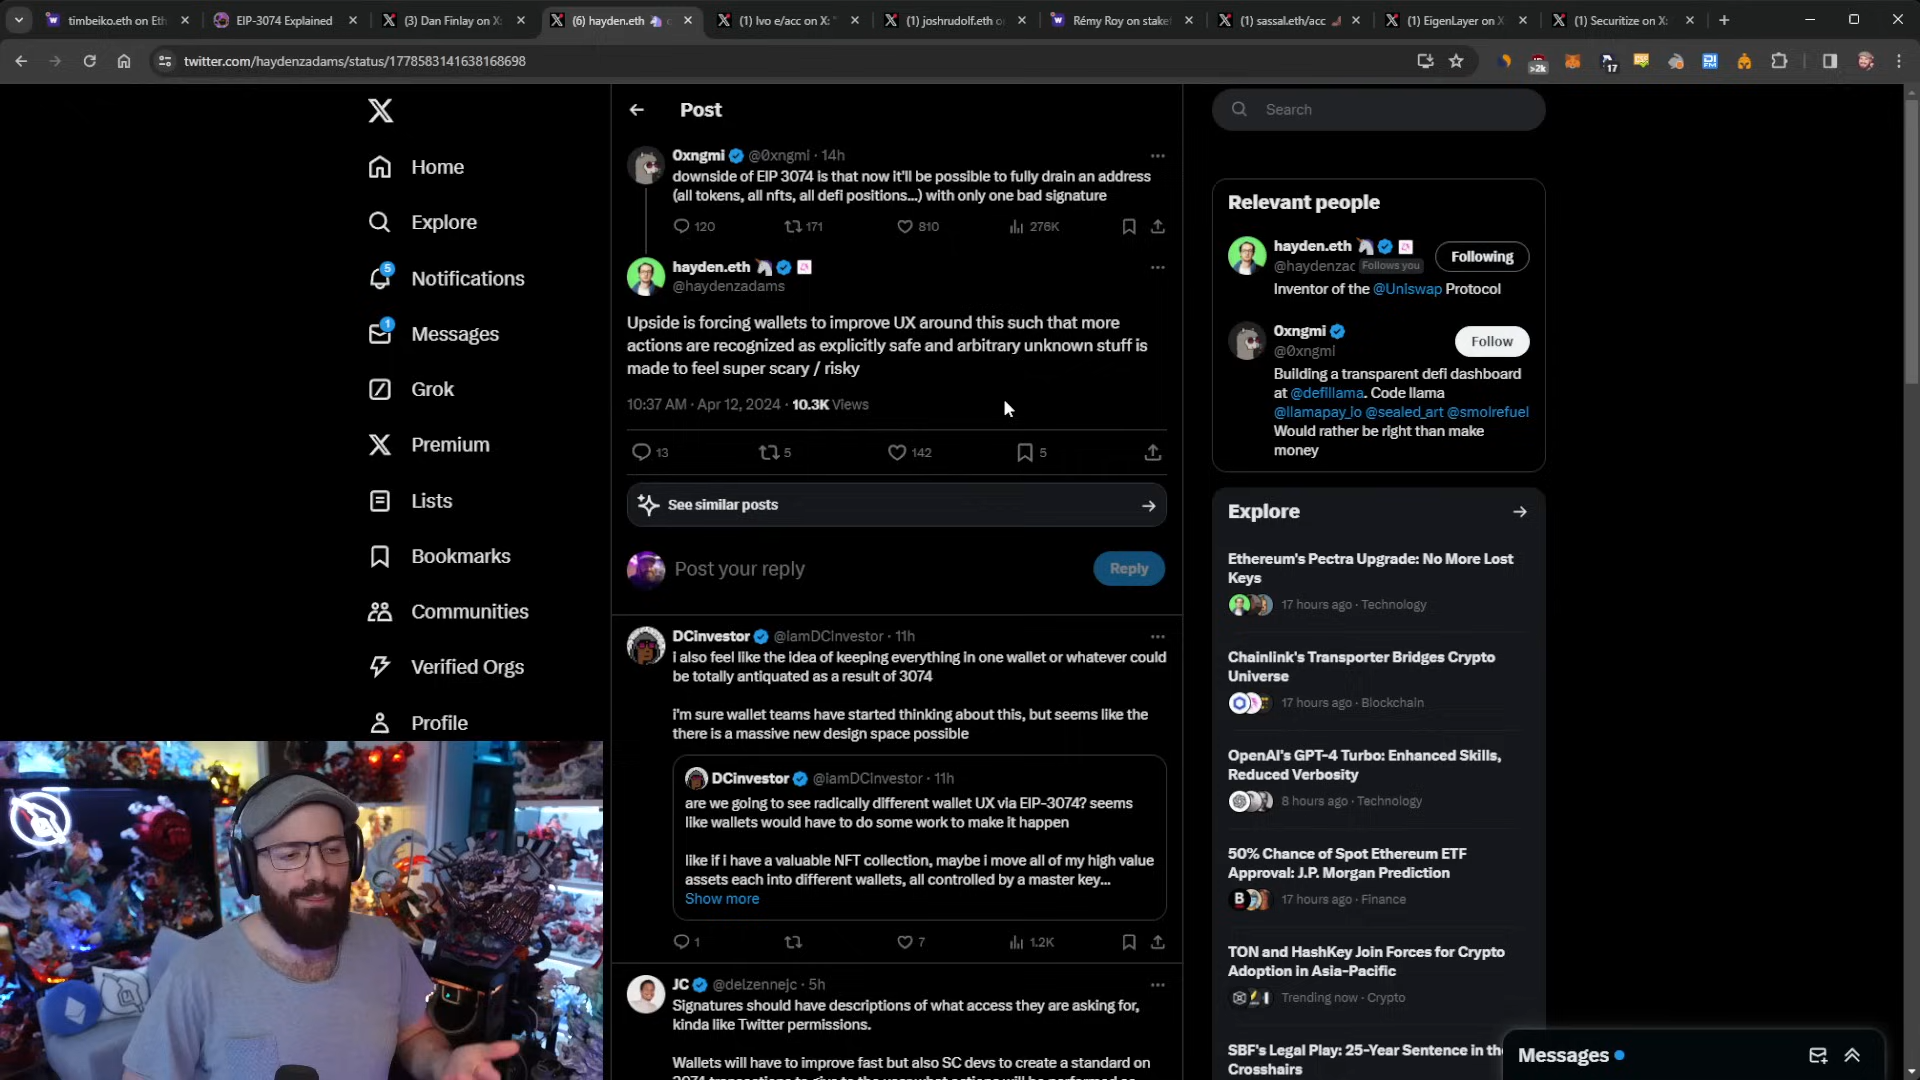 timbeiko.eth on Eth
EIP-3074 Explained
(3) Dan Finlay on X
(6) hayden.eth
(1) Ivo e/acc on X: "
(1) joshrudolf.eth o
Rémy Roy on stake
(1) sassal.eth/acc
(1) EigenLayer on X
(1) Securitize on X:
twitter.com/haydenzadams/status/1778583141638168698
>2k
17
Home
Explore
5
Notifications
1
Messages
Grok
Premium
Lists
Bookmarks
Communities
Verified Orgs
Profile
Post
0xngmi @0xngmi · 14h
downside of EIP 3074 is that now it'll be possible to fully drain an address
(all tokens, all nfts, all defi positions...) with only one bad signature
120 171 810 276K
hayden.eth
@haydenzadams
Upside is forcing wallets to improve UX around this such that more
actions are recognized as explicitly safe and arbitrary unknown stuff is
made to feel super scary / risky
10:37 AM · Apr 12, 2024 · 10.3K Views
13 5 142 5
See similar posts
Post your reply
Reply
DCinvestor @iamDCinvestor · 11h
i also feel like the idea of keeping everything in one wallet or whatever could
be totally antiquated as a result of 3074
i'm sure wallet teams have started thinking about this, but seems like the
there is a massive new design space possible
DCinvestor @iamDCinvestor · 11h
are we going to see radically different wallet UX via EIP-3074? seems
like wallets would have to do some work to make it happen
like if i have a valuable NFT collection, maybe i move all of my high value
assets each into different wallets, all controlled by a master key...
Show more
1 7 1.2K
JC @delzennejc · 5h
Signatures should have descriptions of what access they are asking for,
kinda like Twitter permissions.
Wallets will have to improve fast but also SC devs to create a standard on
Search
Relevant people
hayden.eth
@haydenzac Follows you
Following
Inventor of the @Uniswap Protocol
0xngmi
@0xngmi
Follow
Building a transparent defi dashboard
at @defillama. Code llama
@llamapay_io @sealed_art @smolrefuel
Would rather be right than make
money
Explore
Ethereum's Pectra Upgrade: No More Lost
Keys
17 hours ago · Technology
Chainlink's Transporter Bridges Crypto
Universe
17 hours ago · Blockchain
OpenAI's GPT-4 Turbo: Enhanced Skills,
Reduced Verbosity
8 hours ago · Technology
50% Chance of Spot Ethereum ETF
Approval: J.P. Morgan Prediction
17 hours ago · Finance
TON and HashKey Join Forces for Crypto
Adoption in Asia-Pacific
Trending now · Crypto
SBF's Legal Play: 25-Year Sentence in the
Crosshairs
Messages